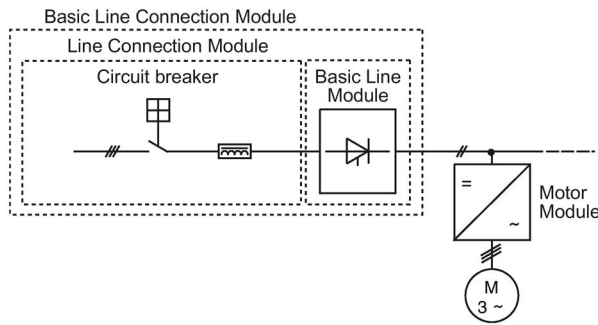 Basic Line Connection Module
Line Connection Module
Circuit breaker
Basic Line
Module
=
~
Motor
Module
M
3 ~